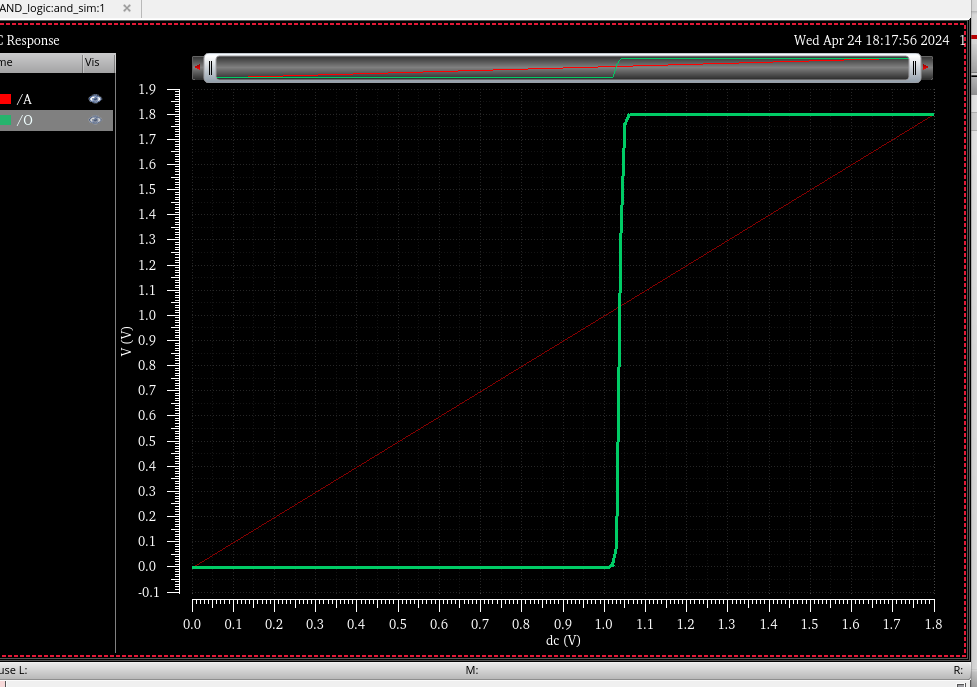 AND_logic:and_sim:1 ×
C Response
Wed Apr 24 18:17:56 2024 1
me Vis
/A
/O
1.9
1.8
1.7
1.6
1.5
1.4
1.3
1.2
1.1
1.0
0.9
0.8
0.7
0.6
0.5
0.4
0.3
0.2
0.1
0.0
-0.1
V (V)
0.0 0.1 0.2 0.3 0.4 0.5 0.6 0.7 0.8 0.9 1.0 1.1 1.2 1.3 1.4 1.5 1.6 1.7 1.8
dc (V)
use L: M: R: